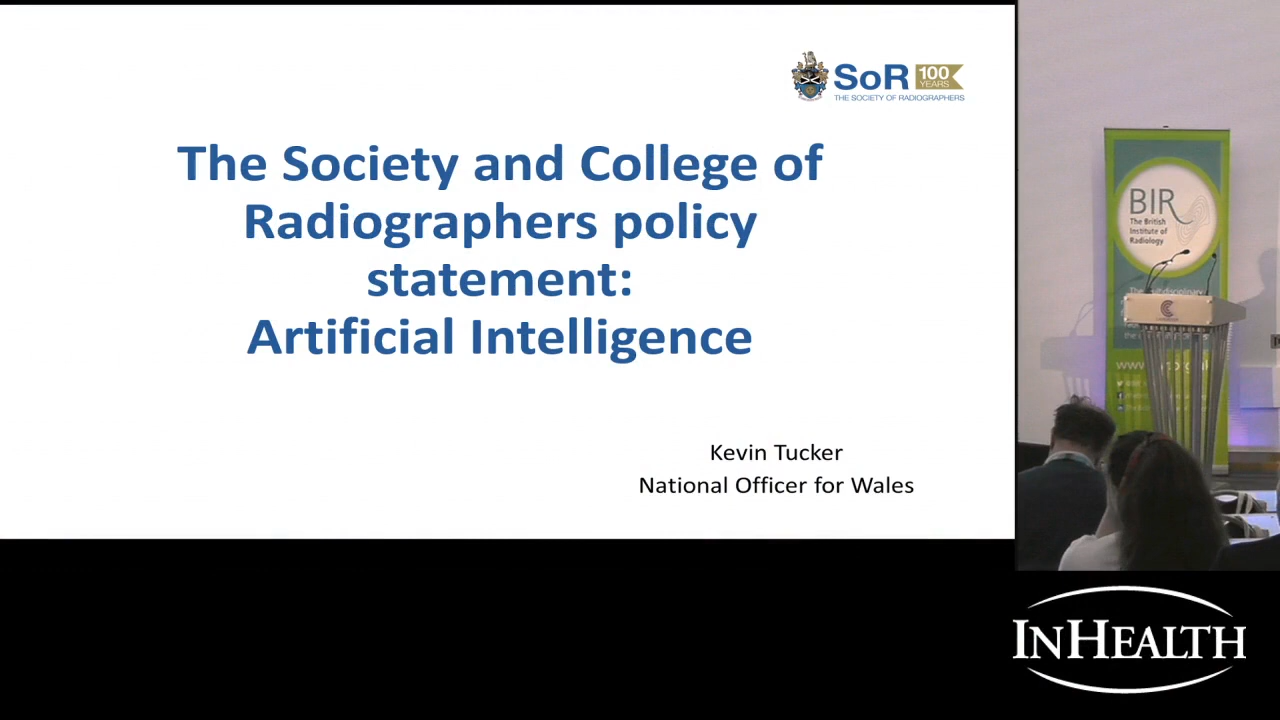 SoR 100 YEARS
THE SOCIETY OF RADIOGRAPHERS
The Society and College of
Radiographers policy
statement:
Artificial Intelligence
Kevin Tucker
National Officer for Wales
BIR
The British
Institute of
Radiology
INHEALTH